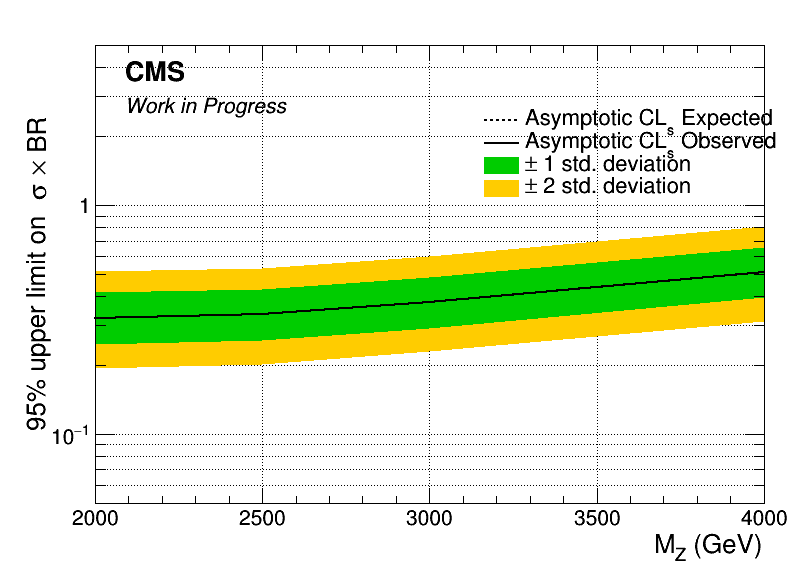 CMS
Work in Progress
Asymptotic CLs Expected
Asymptotic CLs Observed
± 1 std. deviation
± 2 std. deviation
95% upper limit on σ × BR
1
10−1
2000 2500 3000 3500 4000
MZ (GeV)